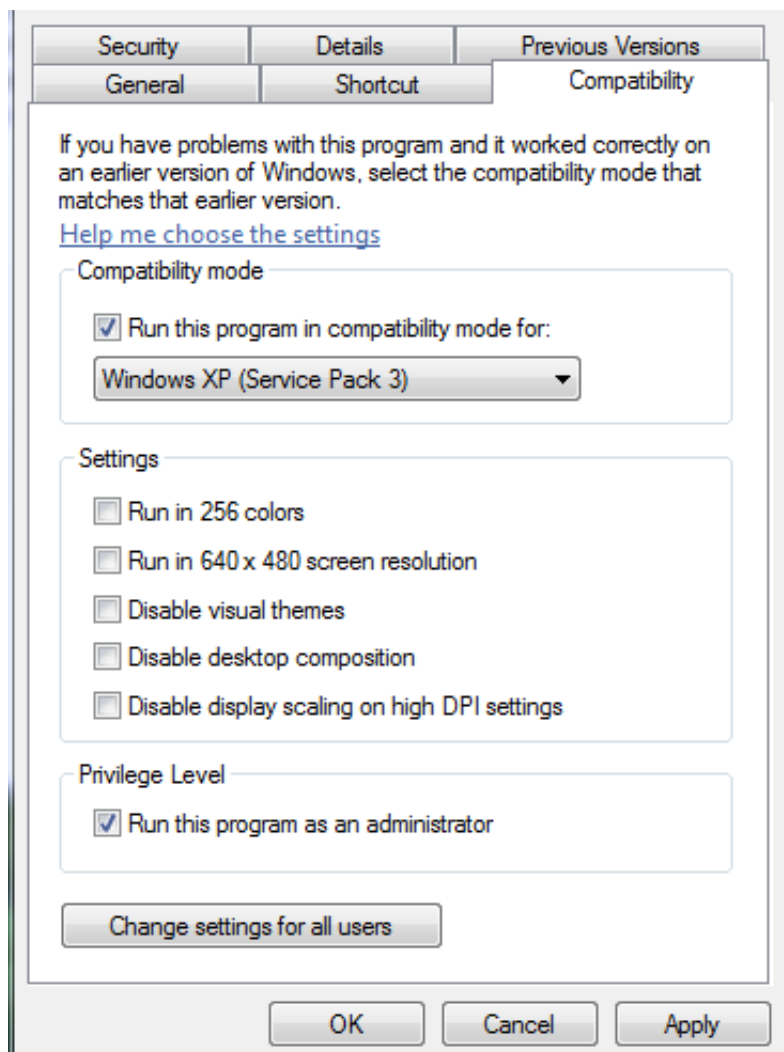 Security Details Previous Versions
General Shortcut Compatibility
If you have problems with this program and it worked correctly on
an earlier version of Windows, select the compatibility mode that
matches that earlier version.
Help me choose the settings
Compatibility mode
Run this program in compatibility mode for:
Windows XP (Service Pack 3)
Settings
Run in 256 colors
Run in 640 x 480 screen resolution
Disable visual themes
Disable desktop composition
Disable display scaling on high DPI settings
Privilege Level
Run this program as an administrator
Change settings for all users
OK Cancel Apply